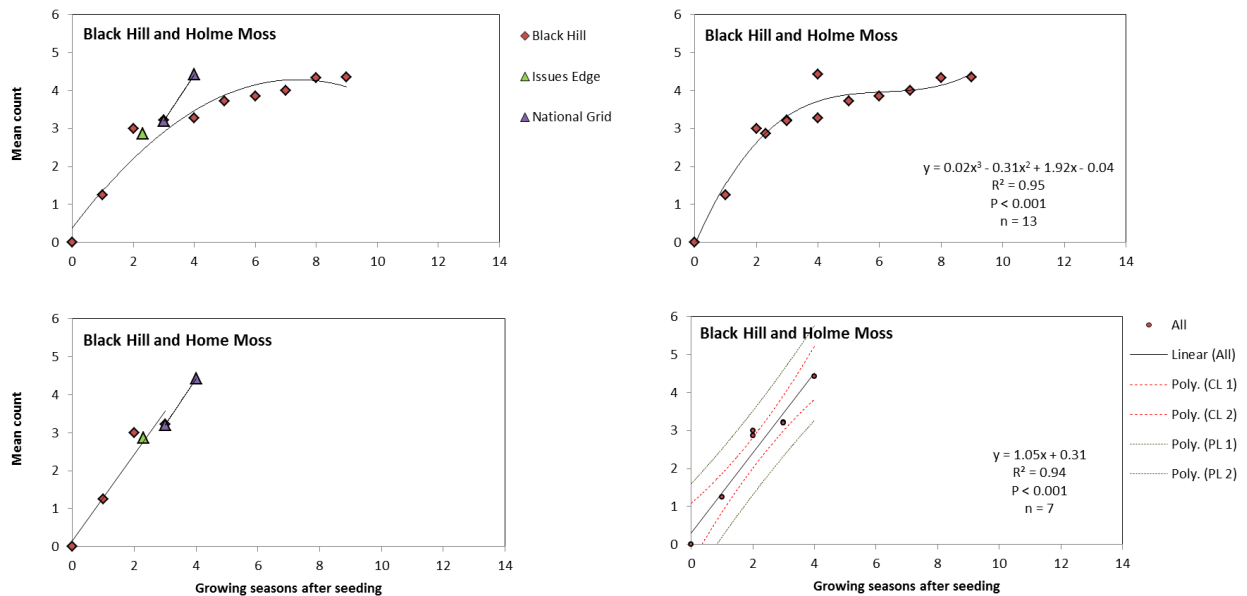 Black Hill and Holme Moss
Mean count
6
5
4
3
2
1
0
0 2 4 6 8 10 12 14
Black Hill
Issues Edge
National Grid
Black Hill and Holme Moss
6
5
4
3
2
1
0
0 2 4 6 8 10 12 14
y = 0.02x³ - 0.31x² + 1.92x - 0.04
R² = 0.95
P < 0.001
n = 13
Black Hill and Home Moss
Mean count
6
5
4
3
2
1
0
0 2 4 6 8 10 12 14
Growing seasons after seeding
Black Hill and Holme Moss
6
5
4
3
2
1
0
0 2 4 6 8 10 12 14
Growing seasons after seeding
y = 1.05x + 0.31
R² = 0.94
P < 0.001
n = 7
All
Linear (All)
Poly. (CL 1)
Poly. (CL 2)
Poly. (PL 1)
Poly. (PL 2)